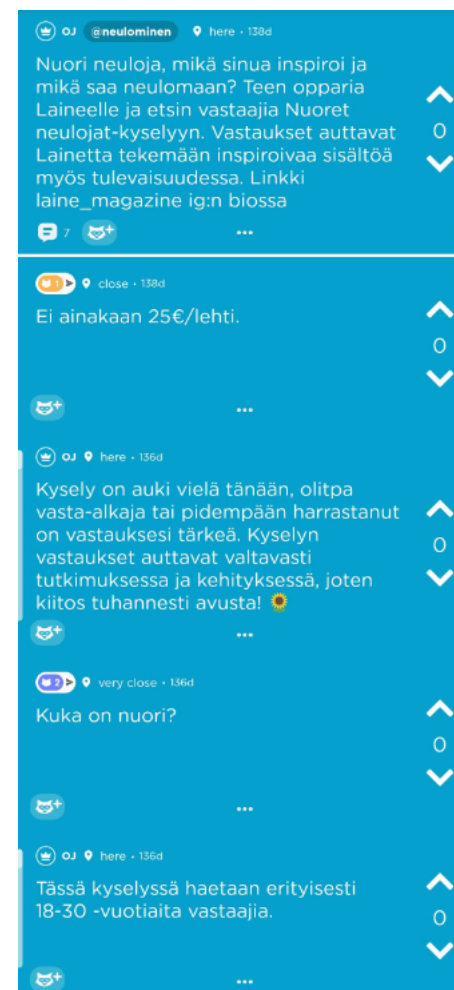 OJ @neulominen here · 138d
Nuori neuloja, mikä sinua inspiroi ja
mikä saa neulomaan? Teen opparia
Laineelle ja etsin vastaajia Nuoret
neulojat-kyselyyn. Vastaukset auttavat
Lainetta tekemään inspiroivaa sisältöä
myös tulevaisuudessa. Linkki
laine_magazine ig:n biossa
0
7
1 close · 138d
Ei ainakaan 25€/lehti.
0
OJ here · 136d
Kysely on auki vielä tänään, olitpa
vasta-alkaja tai pidempään harrastanut
on vastauksesi tärkeä. Kyselyn
vastaukset auttavat valtavasti
tutkimuksessa ja kehityksessä, joten
kiitos tuhannesti avusta! 🌻
0
2 very close · 136d
Kuka on nuori?
0
OJ here · 136d
Tässä kyselyssä haetaan erityisesti
18-30 -vuotiaita vastaajia.
0